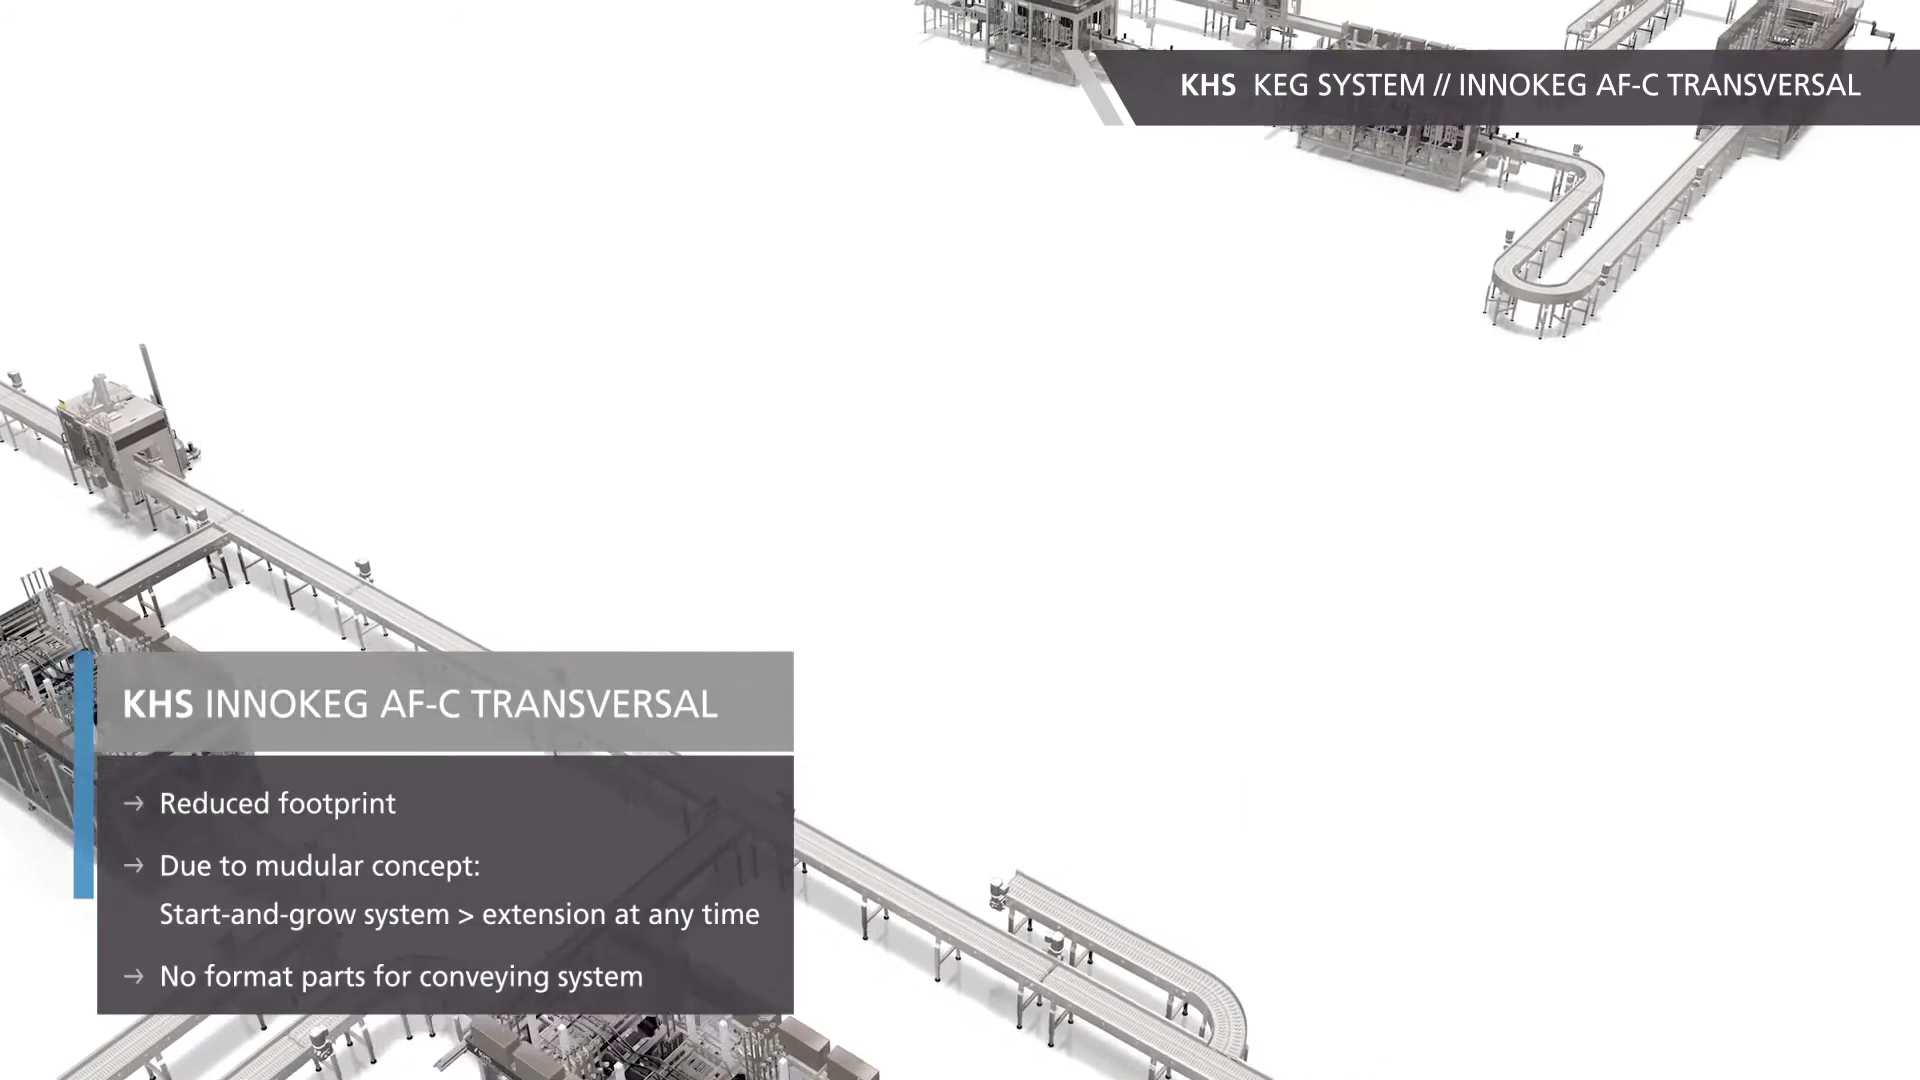 KHS KEG SYSTEM // INNOKEG AF-C TRANSVERSAL
KHS INNOKEG AF-C TRANSVERSAL
→ Reduced footprint
→ Due to mudular concept:
Start-and-grow system > extension at any time
→ No format parts for conveying system
KHS